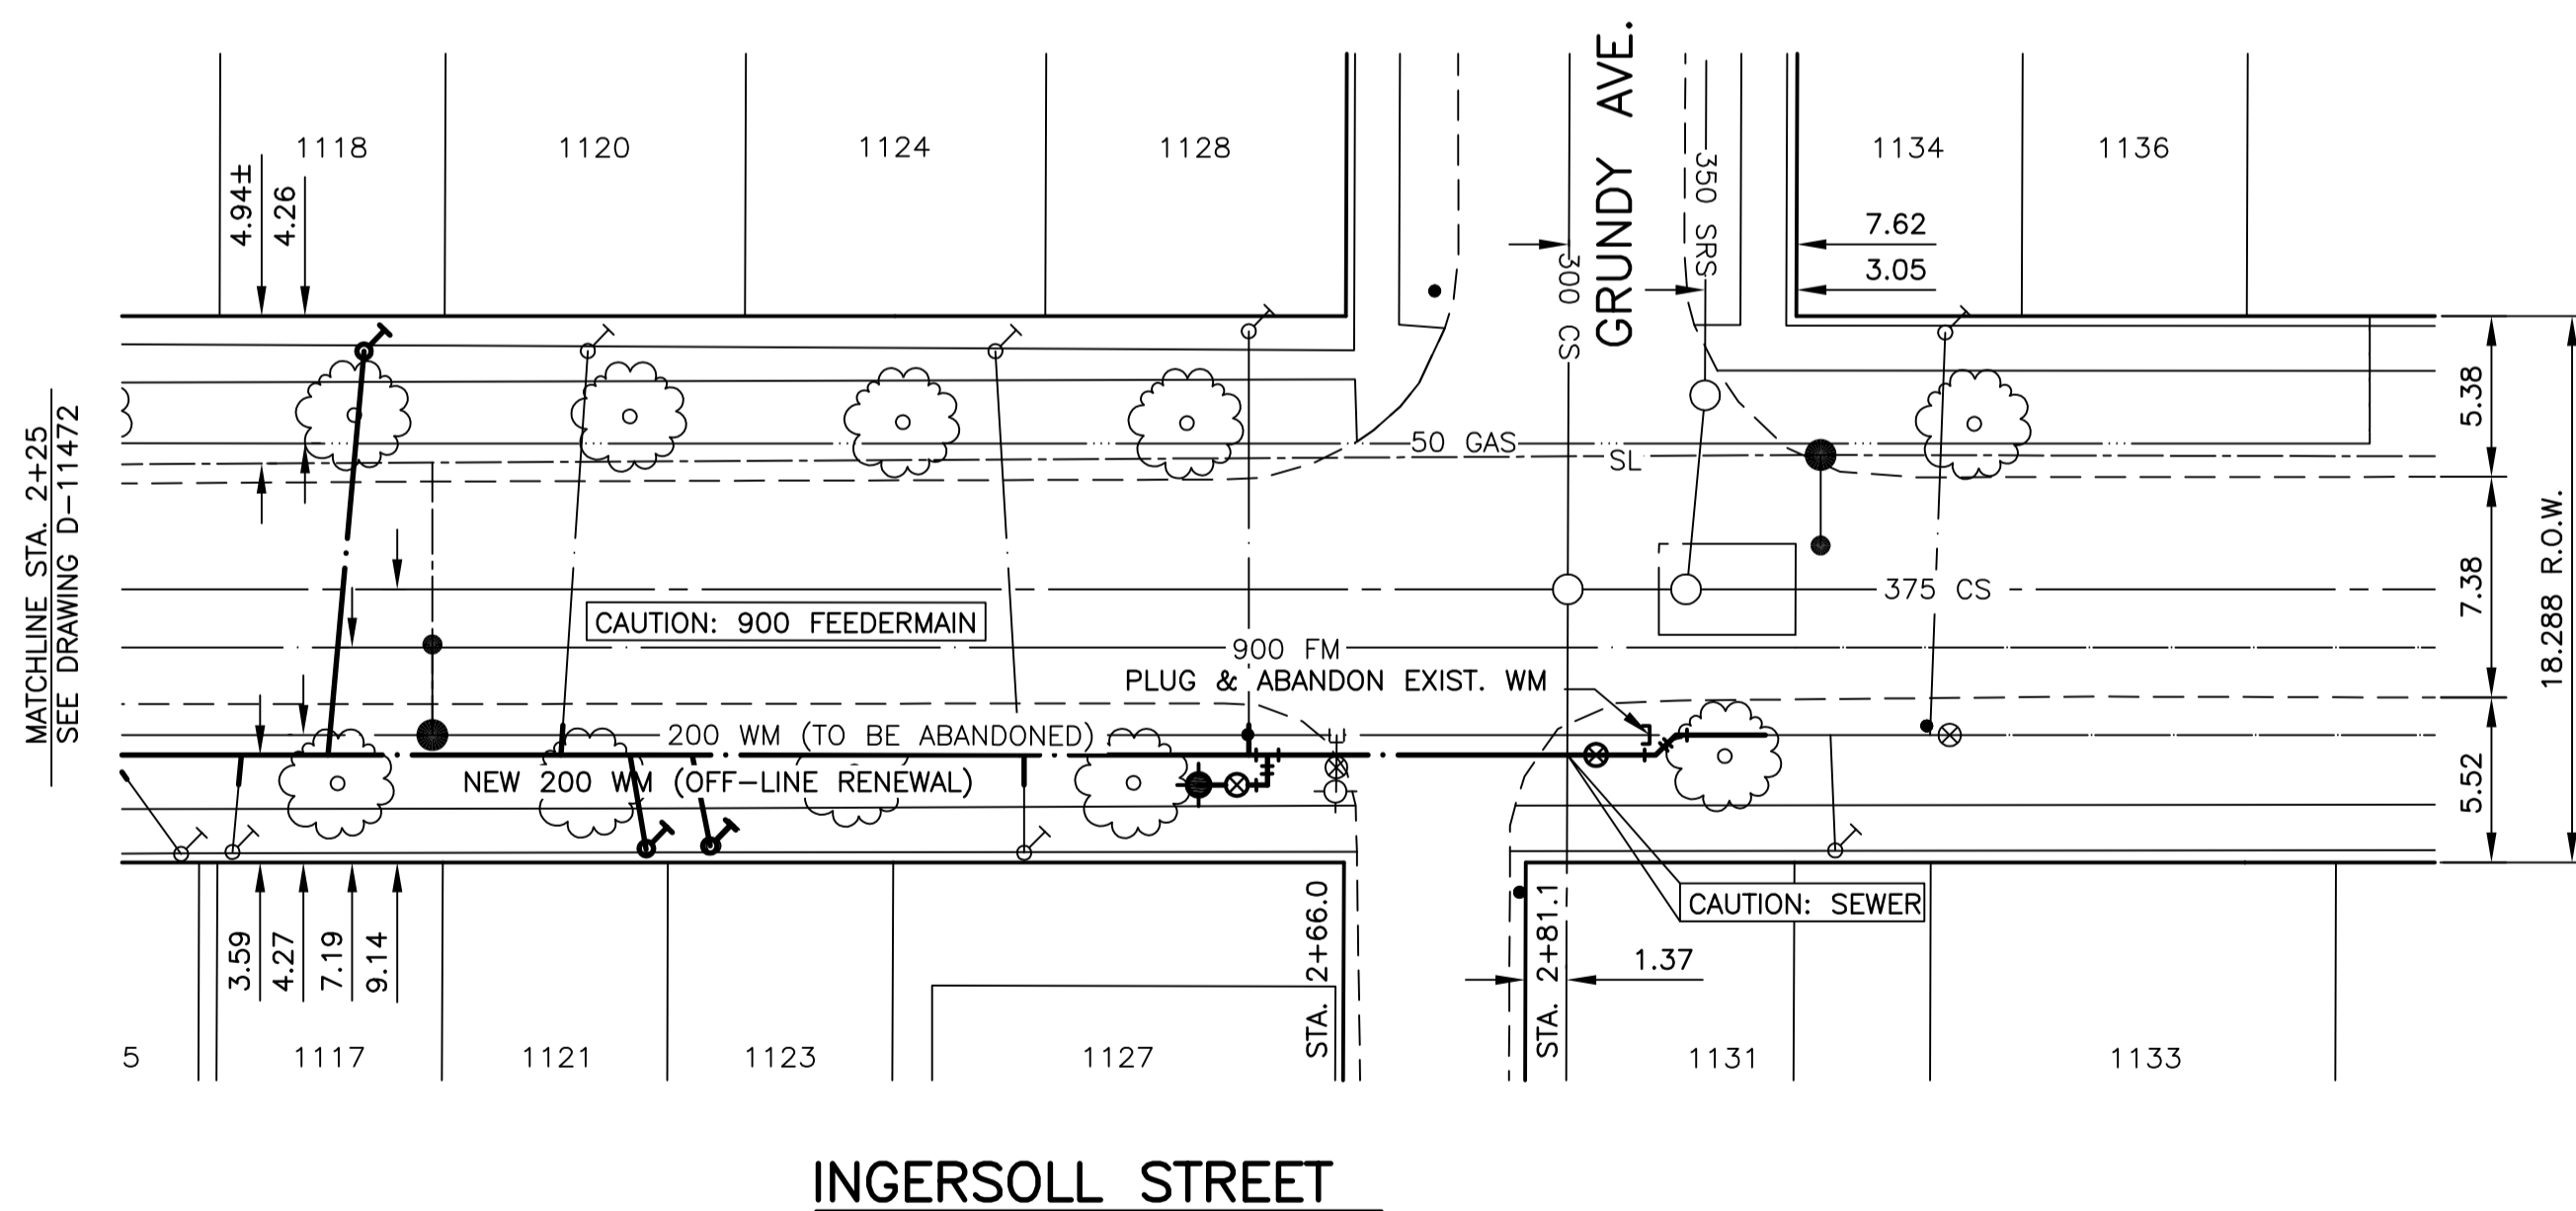 GRUNDY AVE.
1118
1120
1124
1128
1134
1136
4.94±
4.26
350 SRS
300 CS
7.62
3.05
MATCHLINE STA. 2+25
SEE DRAWING D-11472
50 GAS
SL
5.38
7.38
5.52
18.288 R.O.W.
375 CS
CAUTION: 900 FEEDERMAIN
900 FM
PLUG & ABANDON EXIST. WM
200 WM (TO BE ABANDONED)
NEW 200 WM (OFF-LINE RENEWAL)
CAUTION: SEWER
3.59
4.27
7.19
9.14
STA. 2+66.0
STA. 2+81.1
1.37
5
1117
1121
1123
1127
1131
1133
INGERSOLL STREET